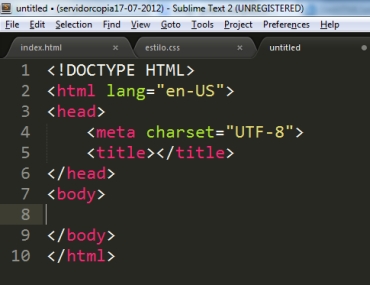 untitled • (servidorcopia17-07-2012) - Sublime Text 2 (UNREGISTERED)
File Edit Selection Find View Goto Tools Project Preferences Help
index.html × estilo.css × untitled
1 <!DOCTYPE HTML>
2 <html lang="en-US">
3 <head>
4 <meta charset="UTF-8">
5 <title></title>
6 </head>
7 <body>
8
9 </body>
10 </html>